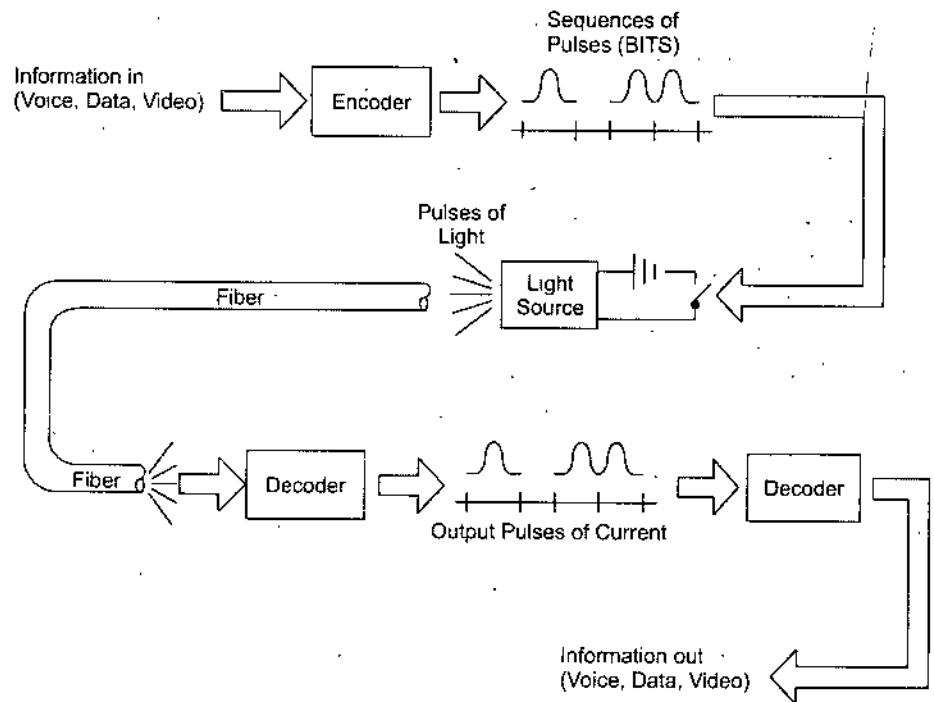 Sequences of
Pulses (BITS)
Information in
(Voice, Data, Video)
Encoder
Pulses of
Light
Light
Source
Fiber
Fiber
Decoder
Decoder
Output Pulses of Current
Information out
(Voice, Data, Video)